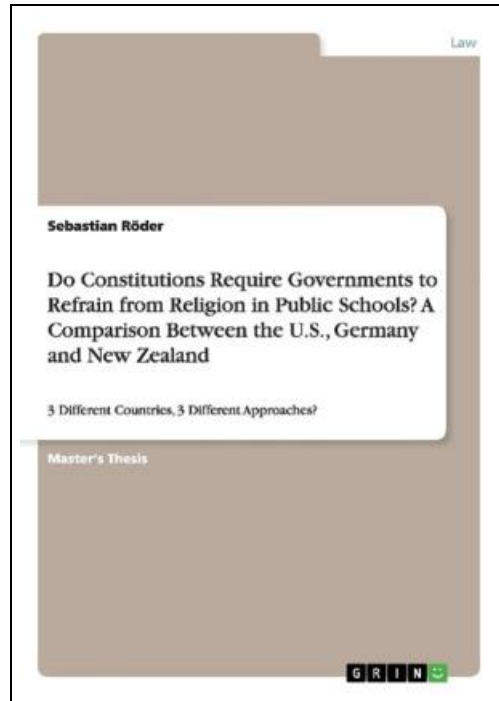 Law
Sebastian Röder
Do Constitutions Require Governments to
Refrain from Religion in Public Schools? A
Comparison Between the U.S., Germany
and New Zealand
3 Different Countries, 3 Different Approaches?
Master's Thesis
GRIN